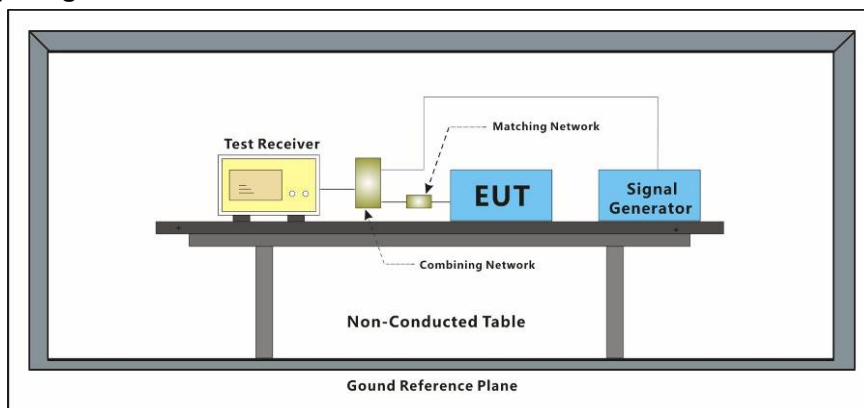 Matching Network
Test Receiver
EUT
Signal
Generator
Combining Network
Non-Conducted Table
Gound Reference Plane